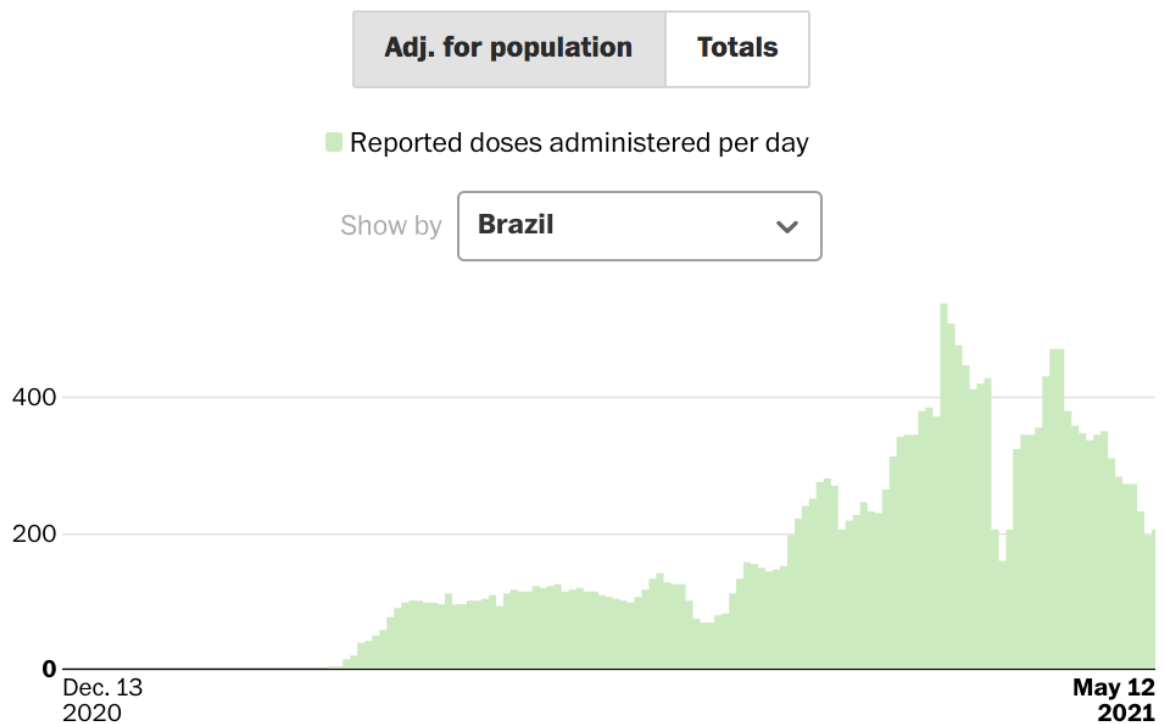 Adj. for population Totals
Reported doses administered per day
Show by Brazil
400
200
0
Dec. 13 May 12
2020 2021